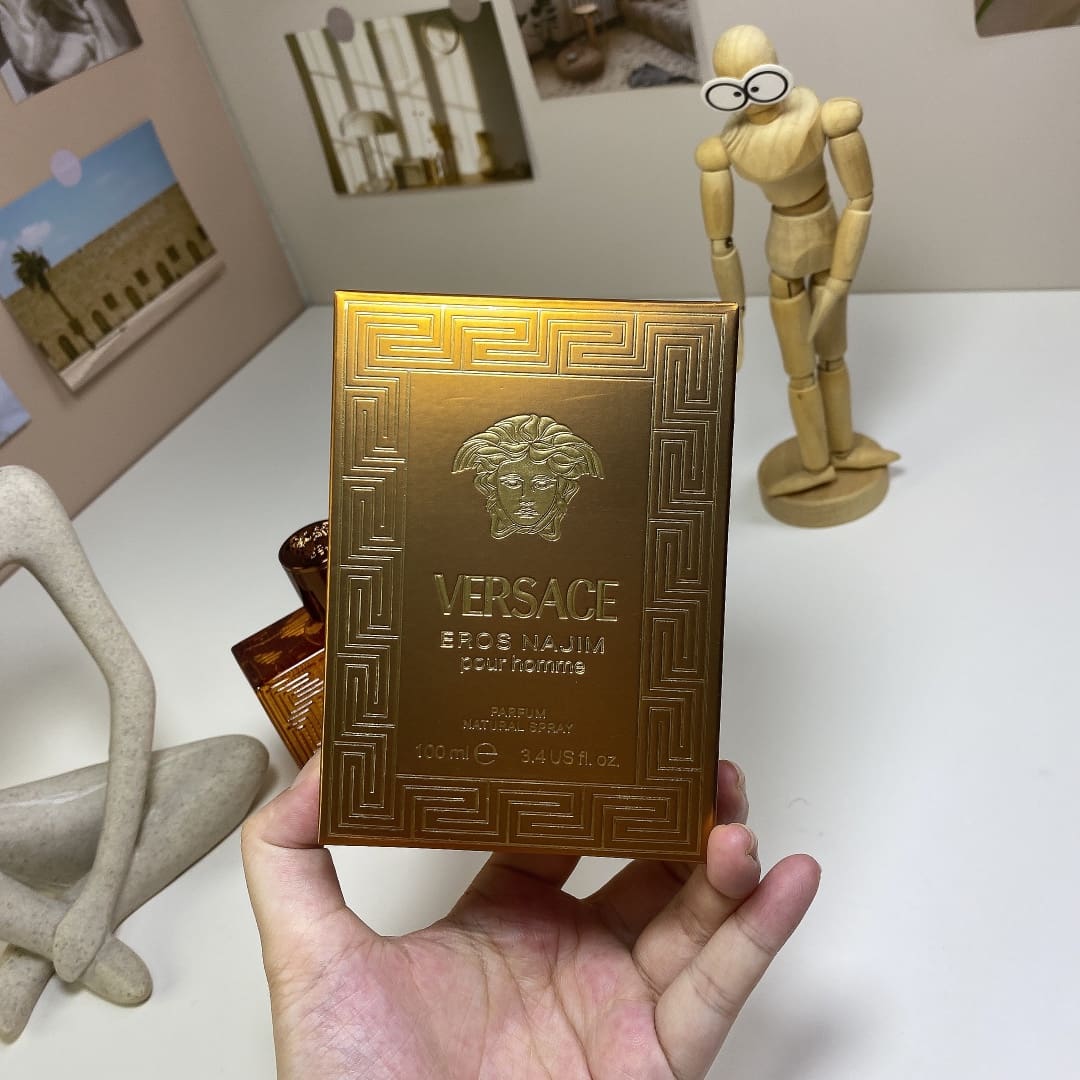 VERSACE
EROS NAJIM
pour homme
PARFUM
NATURAL SPRAY
100 ml ℮ 3.4 US fl. oz.